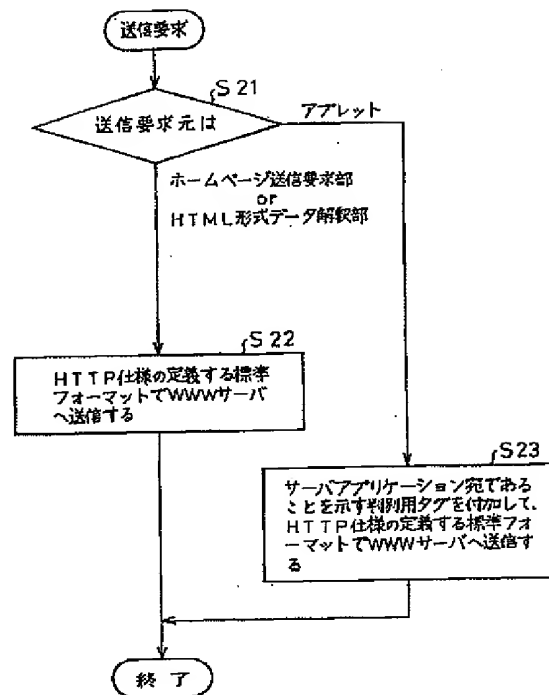 送信要求
S21
送信要求元は
アプレット
ホームページ送信要求部
or
HTML形式データ解釈部
S22
HTTP仕様の定義する標準
フォーマットでWWWサーバ
へ送信する
S23
サーバアプリケーション宛である
ことを示す判別用タグを付加して、
HTTP仕様の定義する標準フォ
ーマットでWWWサーバへ送信す
る
終了